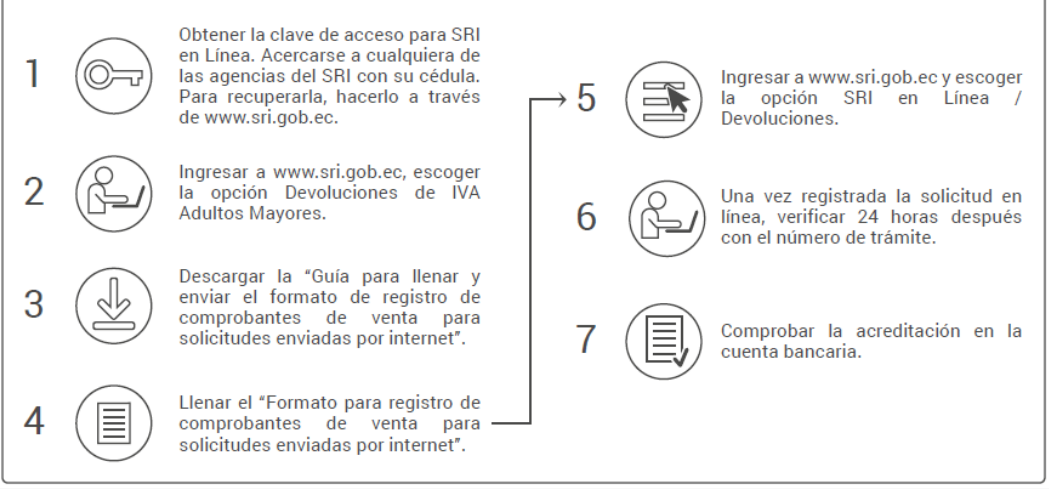 1
Obtener la clave de acceso para SRI
en Línea. Acercarse a cualquiera de
las agencias del SRI con su cédula.
Para recuperarla, hacerlo a través
de www.sri.gob.ec.
2
Ingresar a www.sri.gob.ec, escoger
la opción Devoluciones de IVA
Adultos Mayores.
3
Descargar la “Guía para llenar y
enviar el formato de registro de
comprobantes de venta para
solicitudes enviadas por internet”.
4
Llenar el “Formato para registro de
comprobantes de venta para
solicitudes enviadas por internet”.
5
Ingresar a www.sri.gob.ec y escoger
la opción SRI en Línea /
Devoluciones.
6
Una vez registrada la solicitud en
línea, verificar 24 horas después
con el número de trámite.
7
Comprobar la acreditación en la
cuenta bancaria.